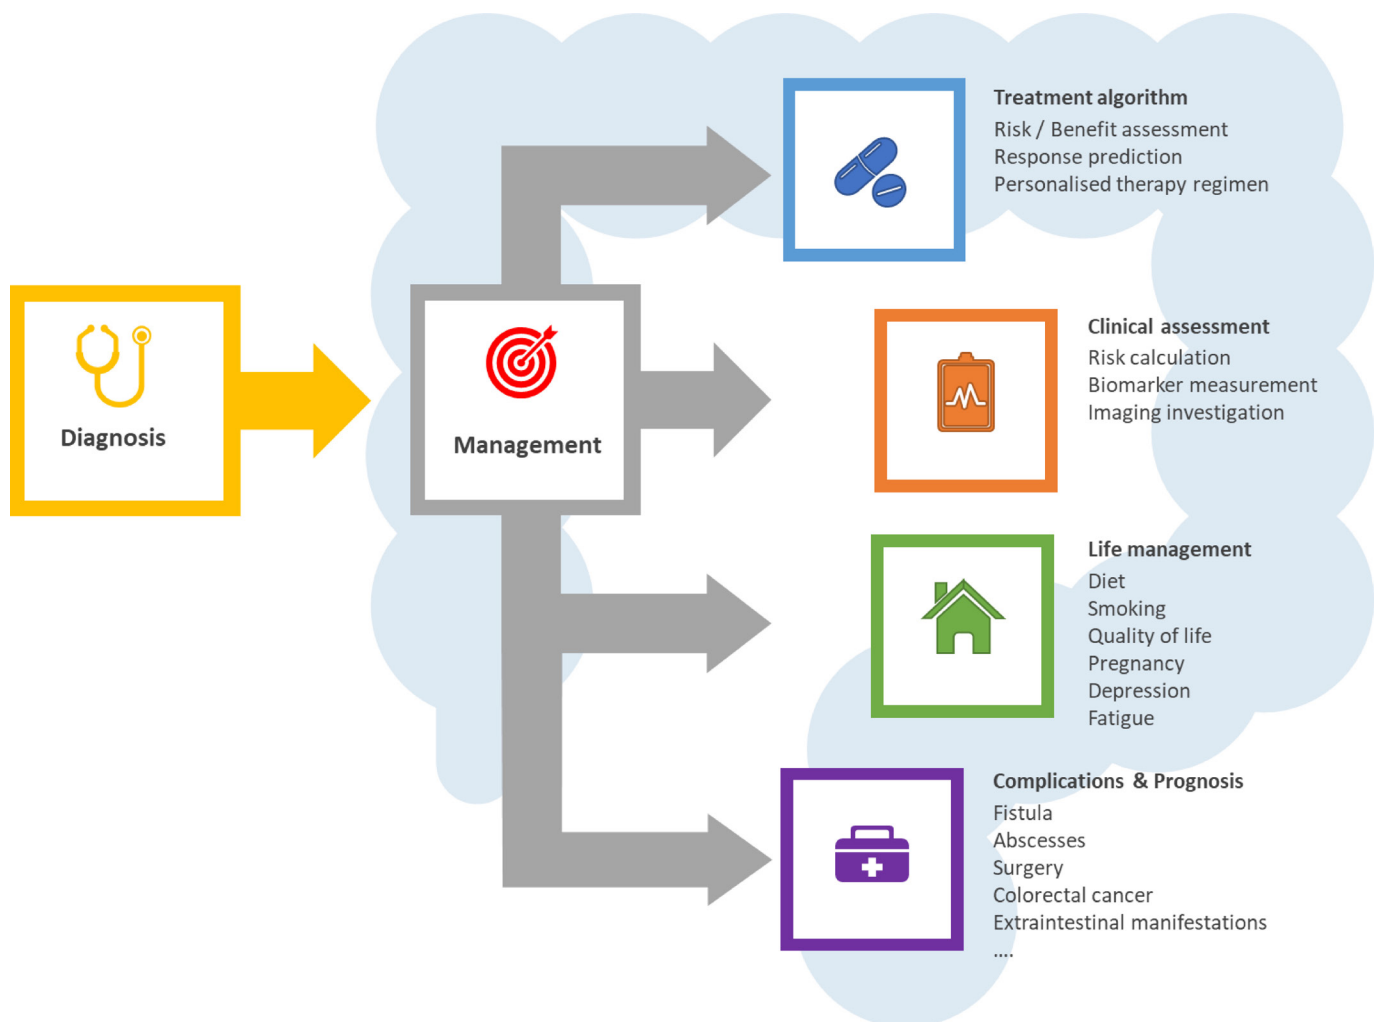 Diagnosis
Management
Treatment algorithm
Risk / Benefit assessment
Response prediction
Personalised therapy regimen
Clinical assessment
Risk calculation
Biomarker measurement
Imaging investigation
Life management
Diet
Smoking
Quality of life
Pregnancy
Depression
Fatigue
Complications & Prognosis
Fistula
Abscesses
Surgery
Colorectal cancer
Extraintestinal manifestations
....